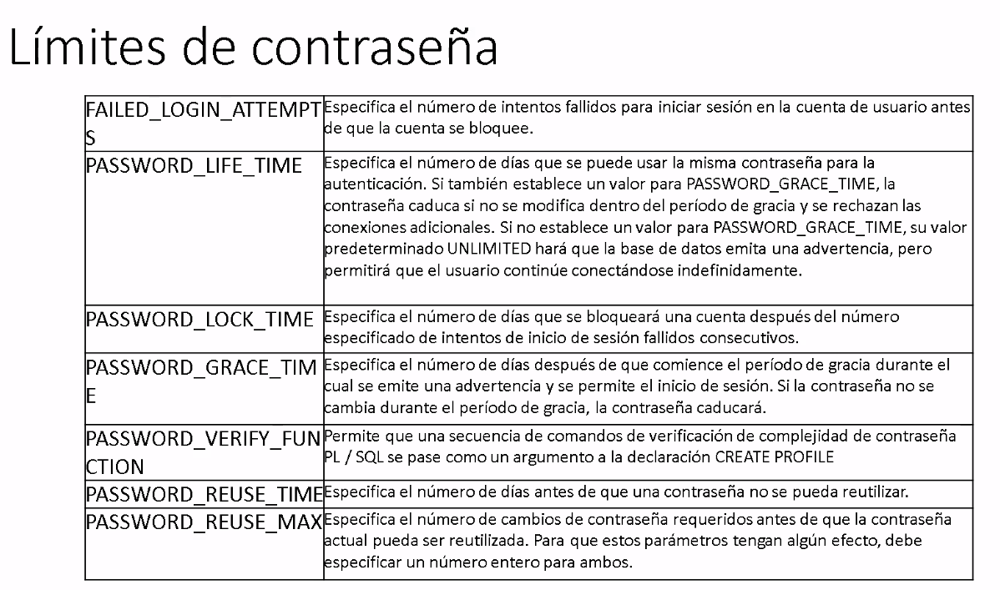 Límites de contraseña
FAILED_LOGIN_ATTEMPT
S
Especifica el número de intentos fallidos para iniciar sesión en la cuenta de usuario antes
de que la cuenta se bloquee.
PASSWORD_LIFE_TIME
Especifica el número de días que se puede usar la misma contraseña para la
autenticación. Si también establece un valor para PASSWORD_GRACE_TIME, la
contraseña caduca si no se modifica dentro del período de gracia y se rechazan las
conexiones adicionales. Si no establece un valor para PASSWORD_GRACE_TIME, su valor
predeterminado UNLIMITED hará que la base de datos emita una advertencia, pero
permitirá que el usuario continúe conectándose indefinidamente.
PASSWORD_LOCK_TIME
Especifica el número de días que se bloqueará una cuenta después del número
especificado de intentos de inicio de sesión fallidos consecutivos.
PASSWORD_GRACE_TIM
E
Especifica el número de días después de que comience el período de gracia durante el
cual se emite una advertencia y se permite el inicio de sesión. Si la contraseña no se
cambia durante el período de gracia, la contraseña caducará.
PASSWORD_VERIFY_FUN
CTION
Permite que una secuencia de comandos de verificación de complejidad de contraseña
PL / SQL se pase como un argumento a la declaración CREATE PROFILE
PASSWORD_REUSE_TIME
Especifica el número de días antes de que una contraseña no se pueda reutilizar.
PASSWORD_REUSE_MAX
Especifica el número de cambios de contraseña requeridos antes de que la contraseña
actual pueda ser reutilizada. Para que estos parámetros tengan algún efecto, debe
especificar un número entero para ambos.